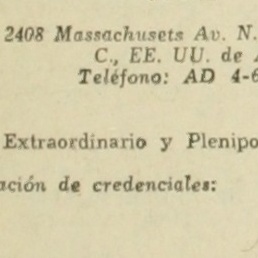 2408 Massachusets Av. N.
C., EE. UU. de
Teléfono: AD 4-6
Extraordinario y Plenipo
ación de credenciales: